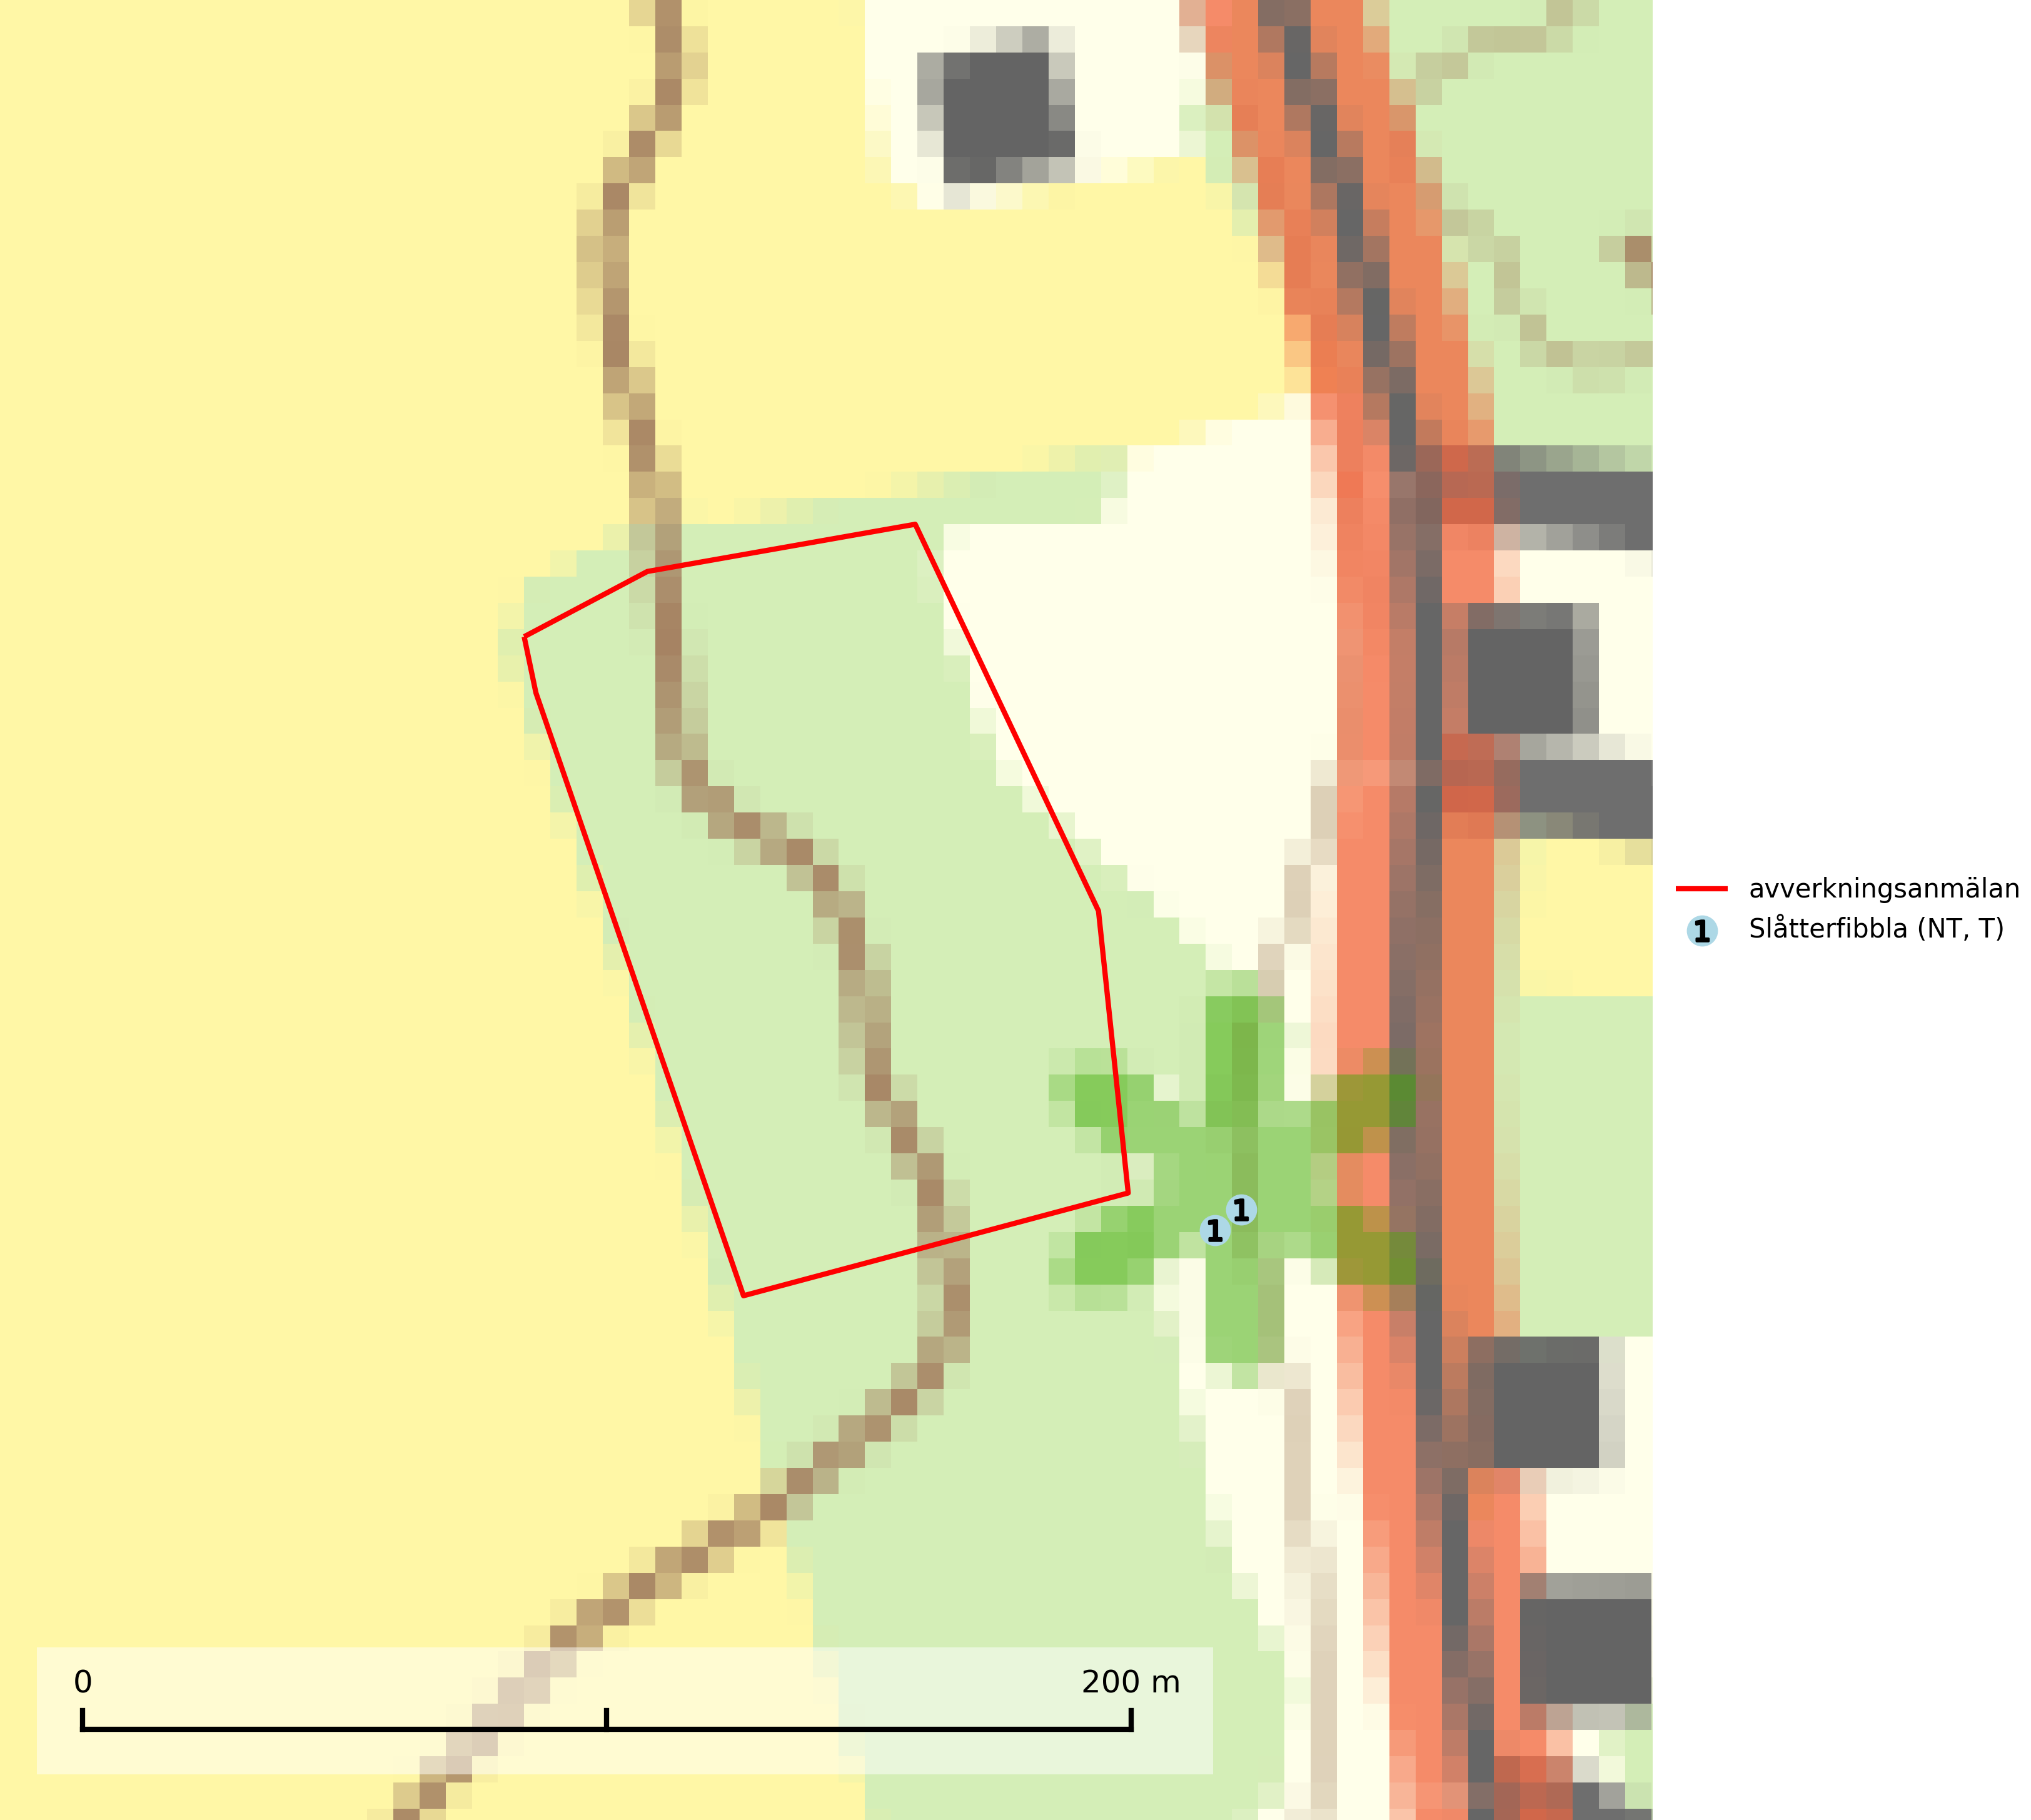 avverkningsanmälan
1 Slåtterfibbla (NT, T)
1
1
0 200 m